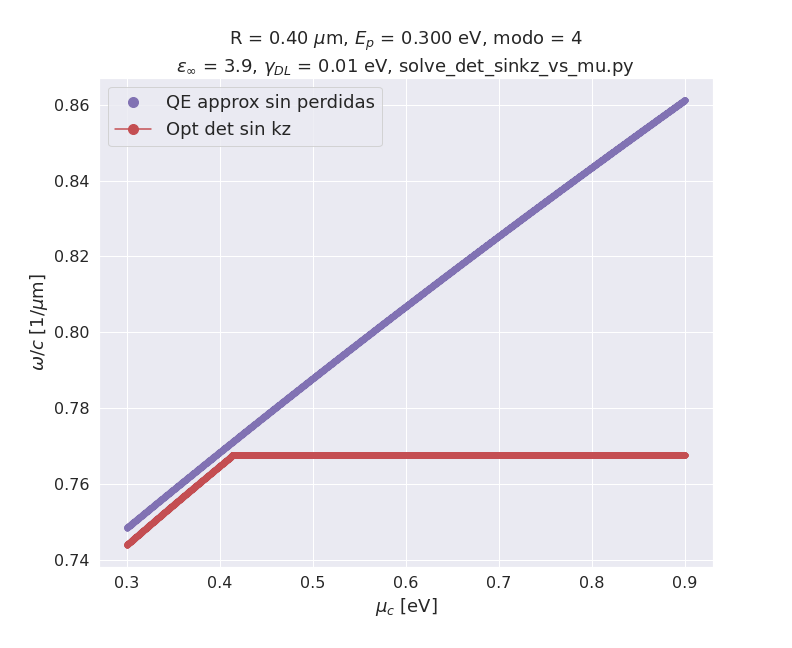 R = 0.40 μm, E_p = 0.300 eV, modo = 4
ε_∞ = 3.9, γ_DL = 0.01 eV, solve_det_sinkz_vs_mu.py
QE approx sin perdidas
Opt det sin kz
0.86
0.84
0.82
0.80
0.78
0.76
0.74
ω/c [1/μm]
0.3 0.4 0.5 0.6 0.7 0.8 0.9
μ_c [eV]